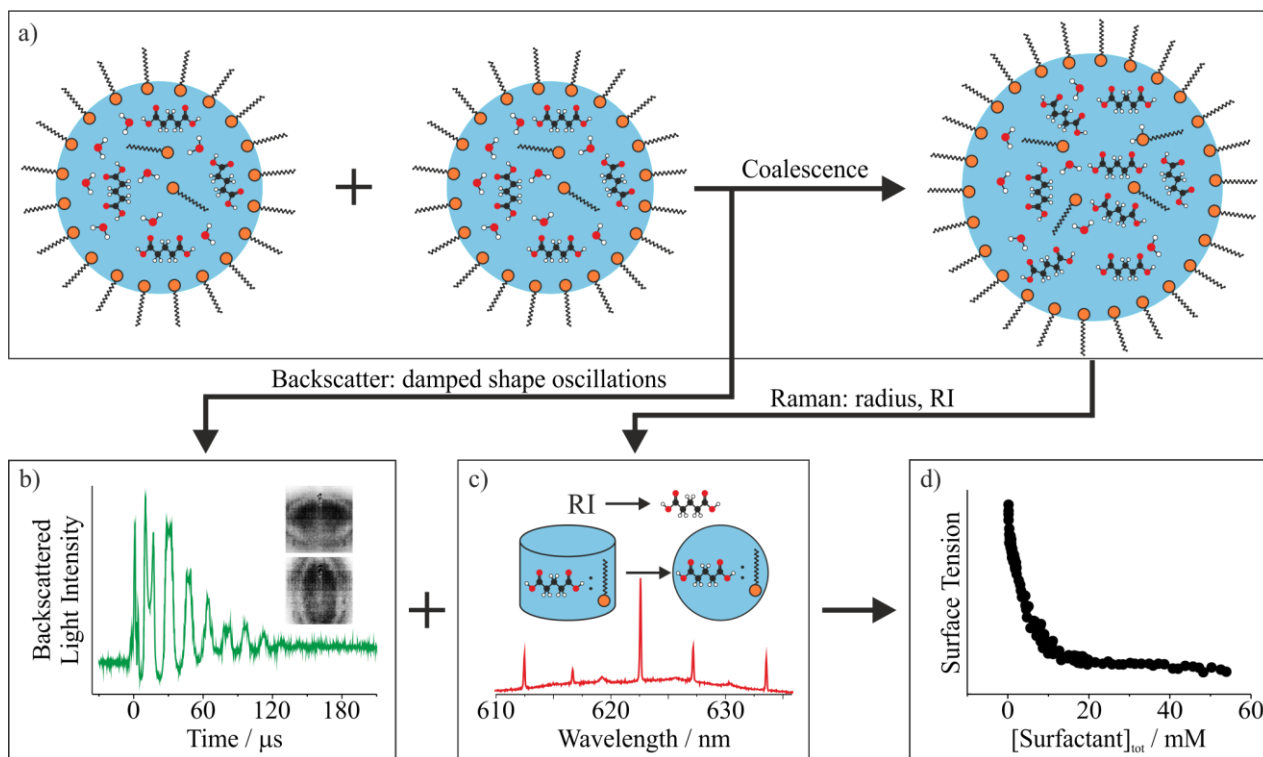 a)
+
Coalescence
Backscatter: damped shape oscillations
Raman: radius, RI
b)
Backscattered
Light Intensity
0 60 120 180
Time / μs
+
c)
RI
:
:
610 620 630
Wavelength / nm
d)
Surface Tension
0 20 40 60
[Surfactant]tot / mM